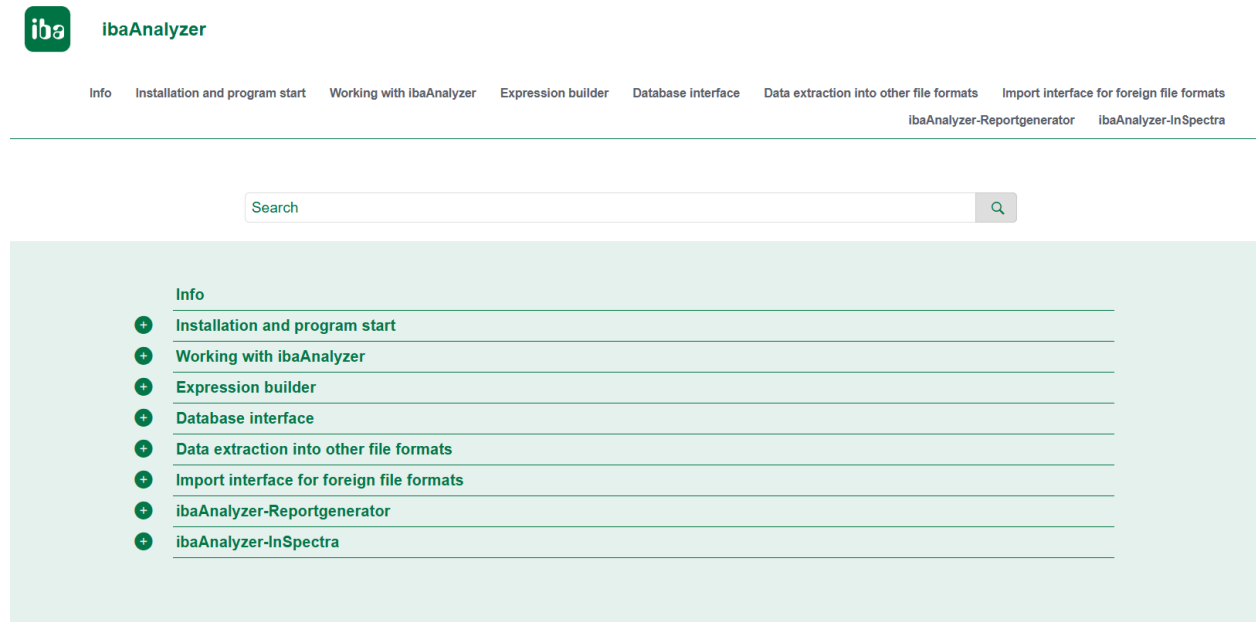 iba
ibaAnalyzer
Info Installation and program start Working with ibaAnalyzer Expression builder Database interface Data extraction into other file formats Import interface for foreign file formats
ibaAnalyzer-Reportgenerator ibaAnalyzer-InSpectra
Search
Info
Installation and program start
Working with ibaAnalyzer
Expression builder
Database interface
Data extraction into other file formats
Import interface for foreign file formats
ibaAnalyzer-Reportgenerator
ibaAnalyzer-InSpectra